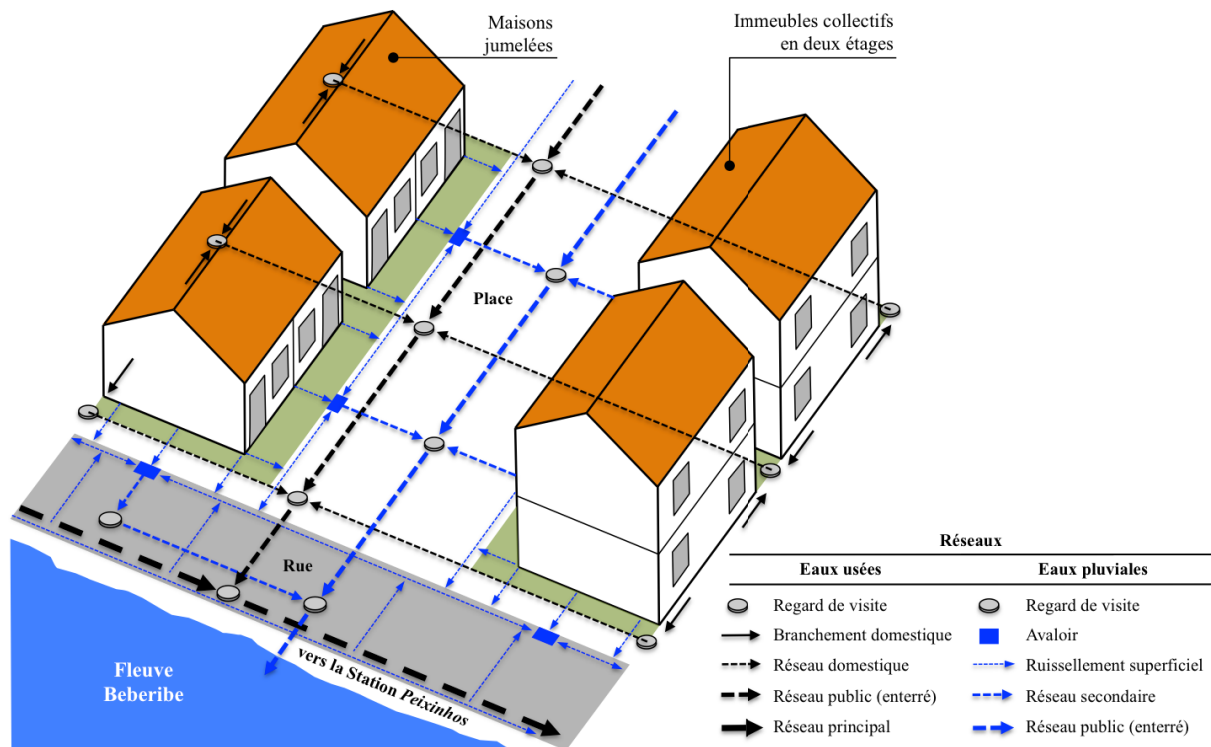 Maisons
jumelées
Immeubles collectifs
en deux étages
Place
Rue
vers la Station Peixinhos
Fleuve
Beberibe
Réseaux
Eaux usées
Eaux pluviales
Regard de visite
Regard de visite
Branchement domestique
Avaloir
Réseau domestique
Ruissellement superficiel
Réseau public (enterré)
Réseau secondaire
Réseau principal
Réseau public (enterré)